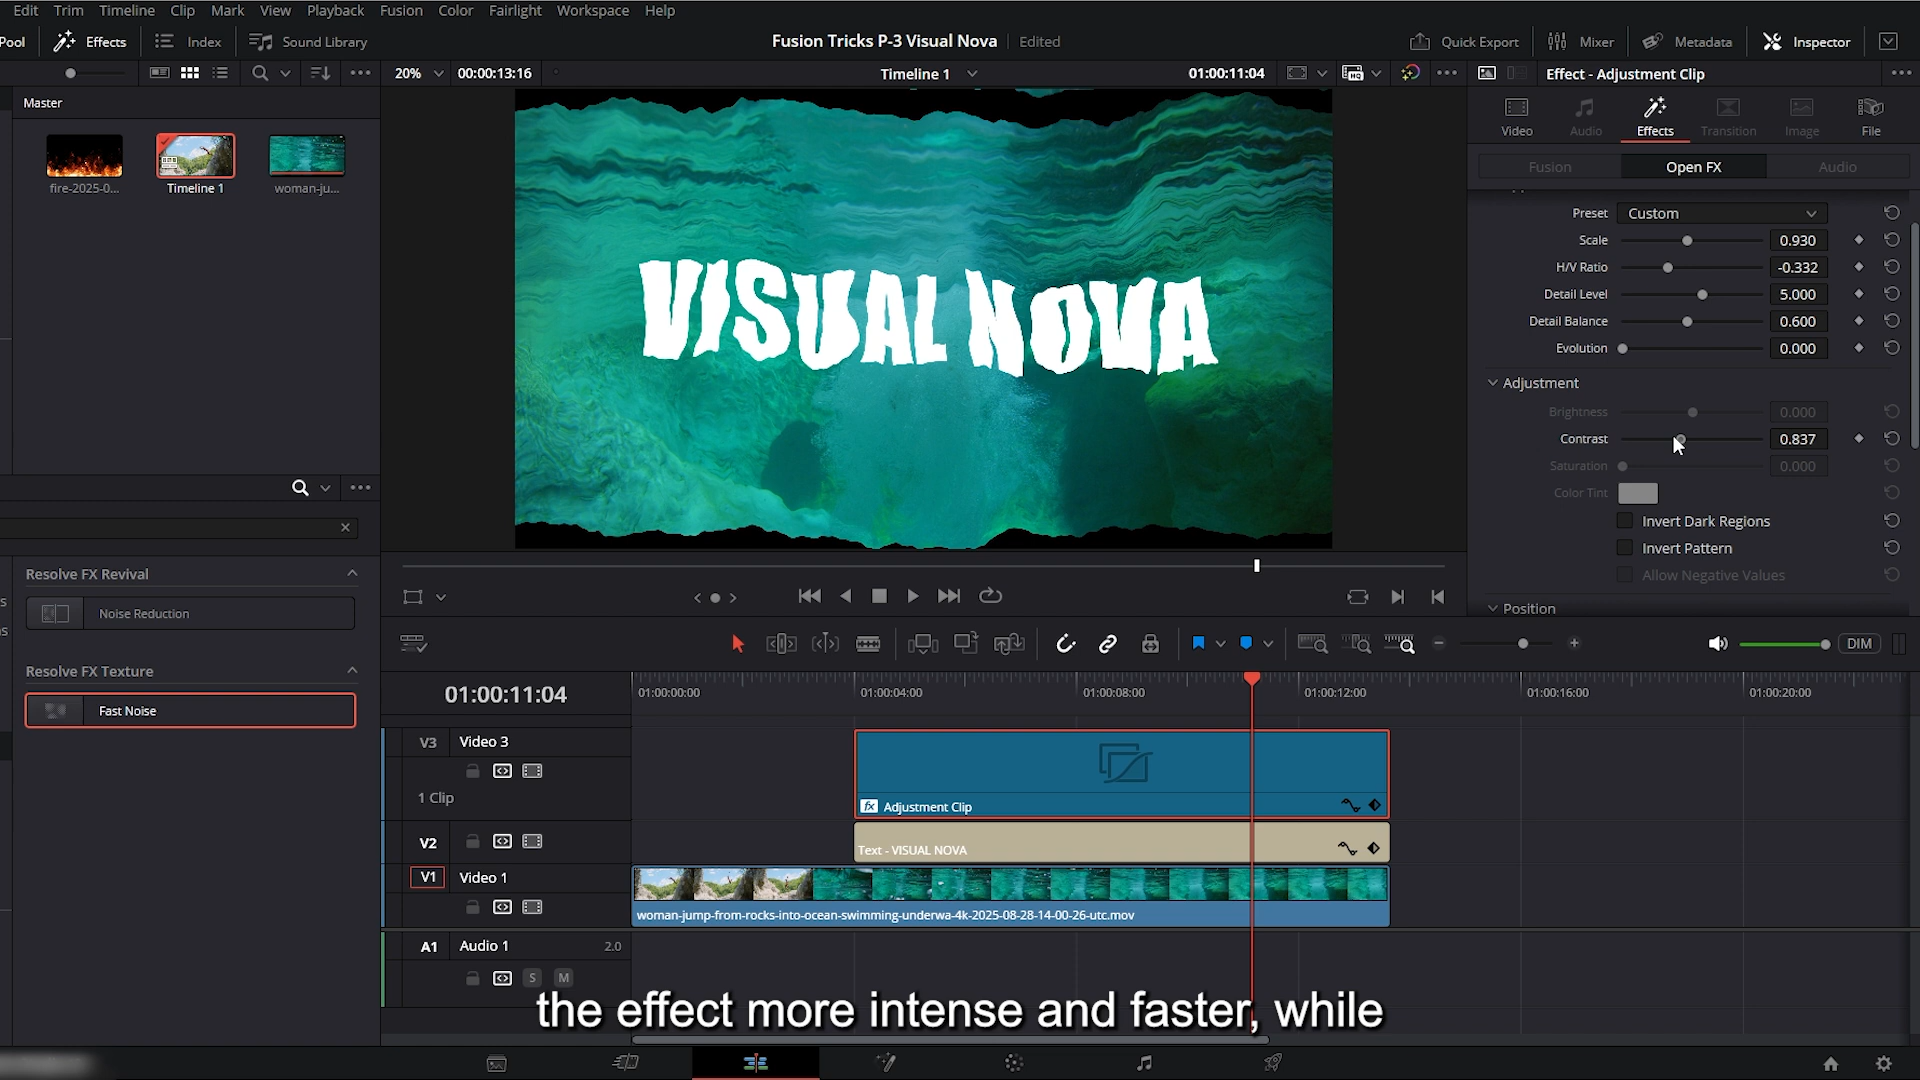 Edit Trim Timeline Clip Mark View Playback Fusion Color Fairlight Workspace Help
Pool Effects Index Sound Library
Fusion Tricks P-3 Visual Nova Edited
Quick Export Mixer Metadata Inspector
20% 00:00:13:16 Timeline 1 01:00:11:04
Effect - Adjustment Clip
Master
fire-2025-0... Timeline 1 woman-ju...
VISUAL NOVA
Video Audio Effects Transition Image File
Fusion Open FX Audio
Preset Custom
Scale 0.930
H/V Ratio -0.332
Detail Level 5.000
Detail Balance 0.600
Evolution 0.000
Adjustment
Brightness 0.000
Contrast 0.837
Saturation 0.000
Color Tint
Invert Dark Regions
Invert Pattern
Allow Negative Values
Position
Resolve FX Revival
Noise Reduction
Resolve FX Texture
Fast Noise
DIM
01:00:11:04
01:00:00:00 01:00:04:00 01:00:08:00 01:00:12:00 01:00:16:00 01:00:20:00
V3 Video 3
1 Clip
fx Adjustment Clip
V2
Text - VISUAL NOVA
V1 Video 1
woman-jump-from-rocks-into-ocean-swimming-underwa-4k-2025-08-28-14-00-26-utc.mov
A1 Audio 1 2.0
S M
the effect more intense and faster, while